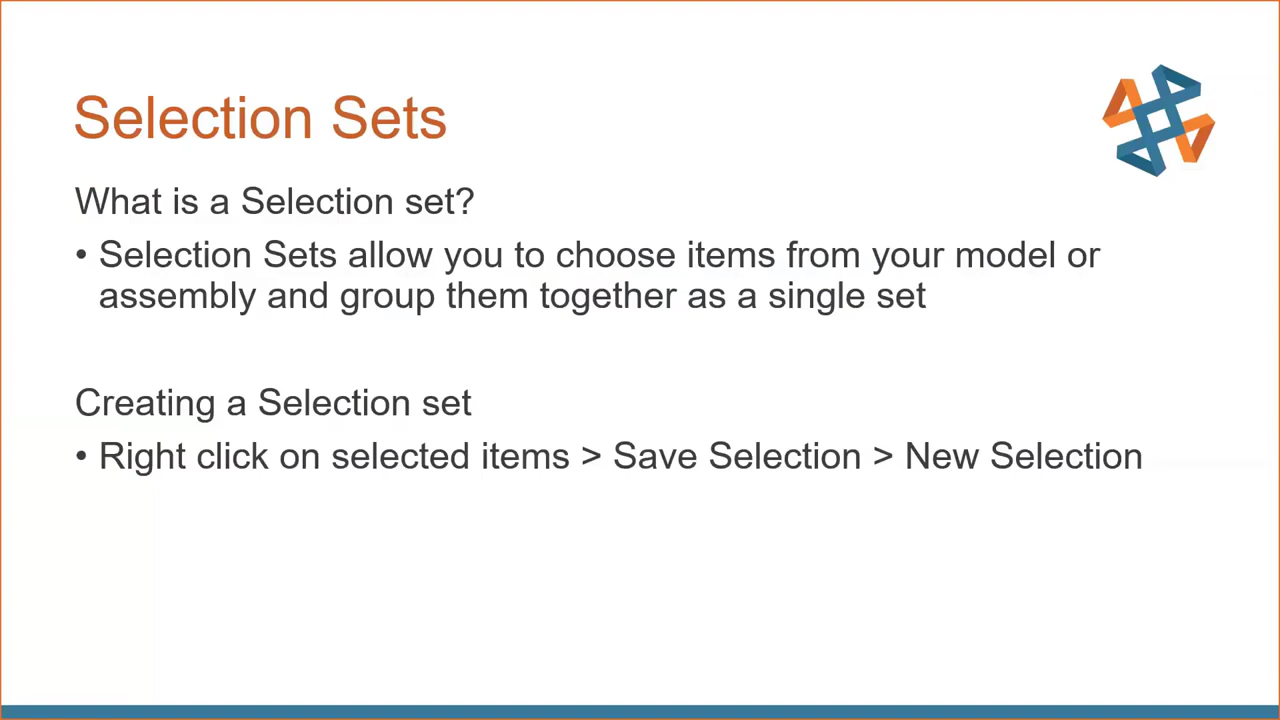 Selection Sets
What is a Selection set?
• Selection Sets allow you to choose items from your model or
assembly and group them together as a single set
Creating a Selection set
• Right click on selected items > Save Selection > New Selection